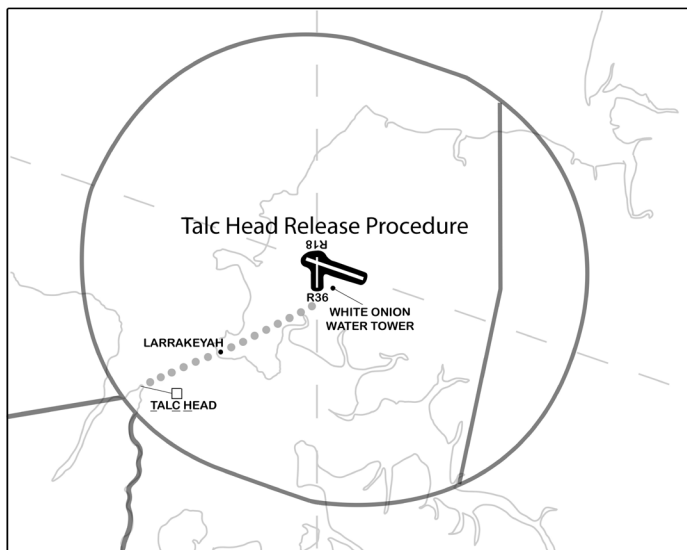 Talc Head Release Procedure
R18
R36
WHITE ONION
WATER TOWER
LARRAKEYAH
TALC HEAD